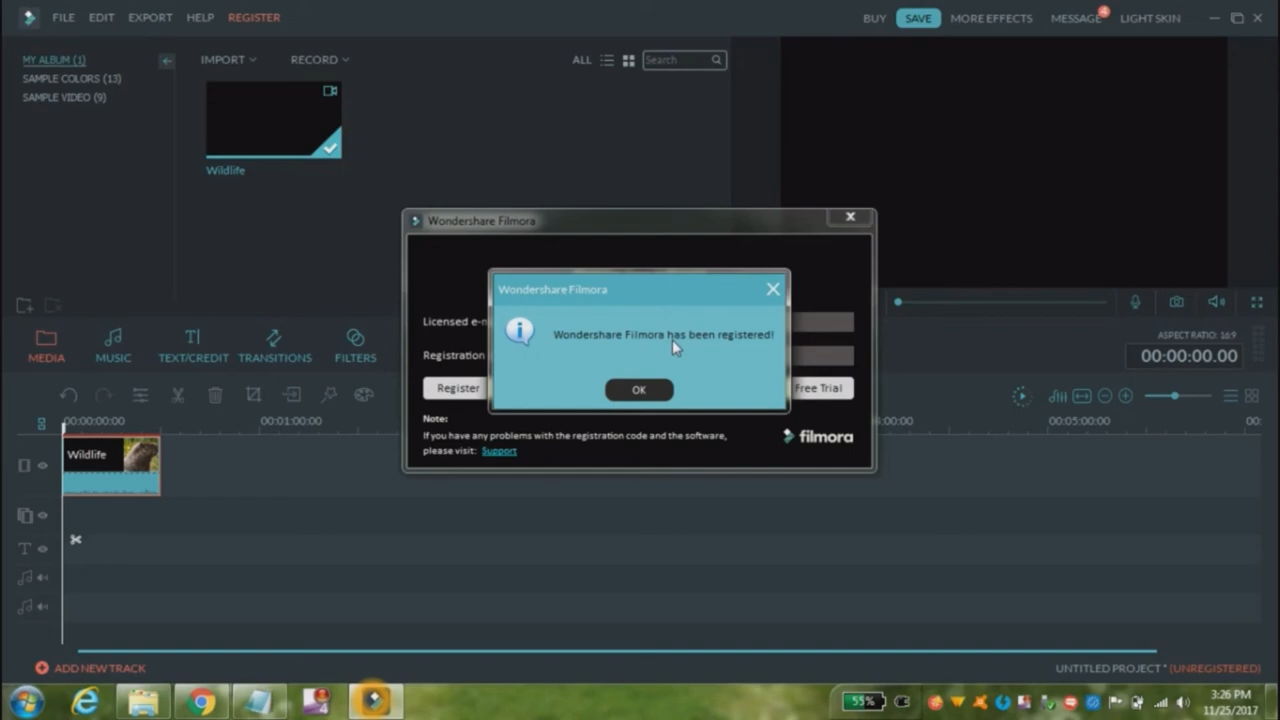 FILE EDIT EXPORT HELP REGISTER BUY SAVE MORE EFFECTS MESSAGE 4 LIGHT SKIN
MY ALBUM (1)
SAMPLE COLORS (13)
SAMPLE VIDEO (9)
IMPORT RECORD ALL Search
Wildlife
Wondershare Filmora
Wondershare Filmora
Wondershare Filmora has been registered!
OK
Licensed e-m
Registration
Register Free Trial
Note:
If you have any problems with the registration code and the software,
please visit: Support
filmora
MEDIA MUSIC TEXT/CREDIT TRANSITIONS FILTERS
ASPECT RATIO: 16:9
00:00:00.00
00:00:00:00 00:01:00:00 4:00:00 00:05:00:00 00:
Wildlife
ADD NEW TRACK
UNTITLED PROJECT * (UNREGISTERED)
55%
3:26 PM
11/25/2017